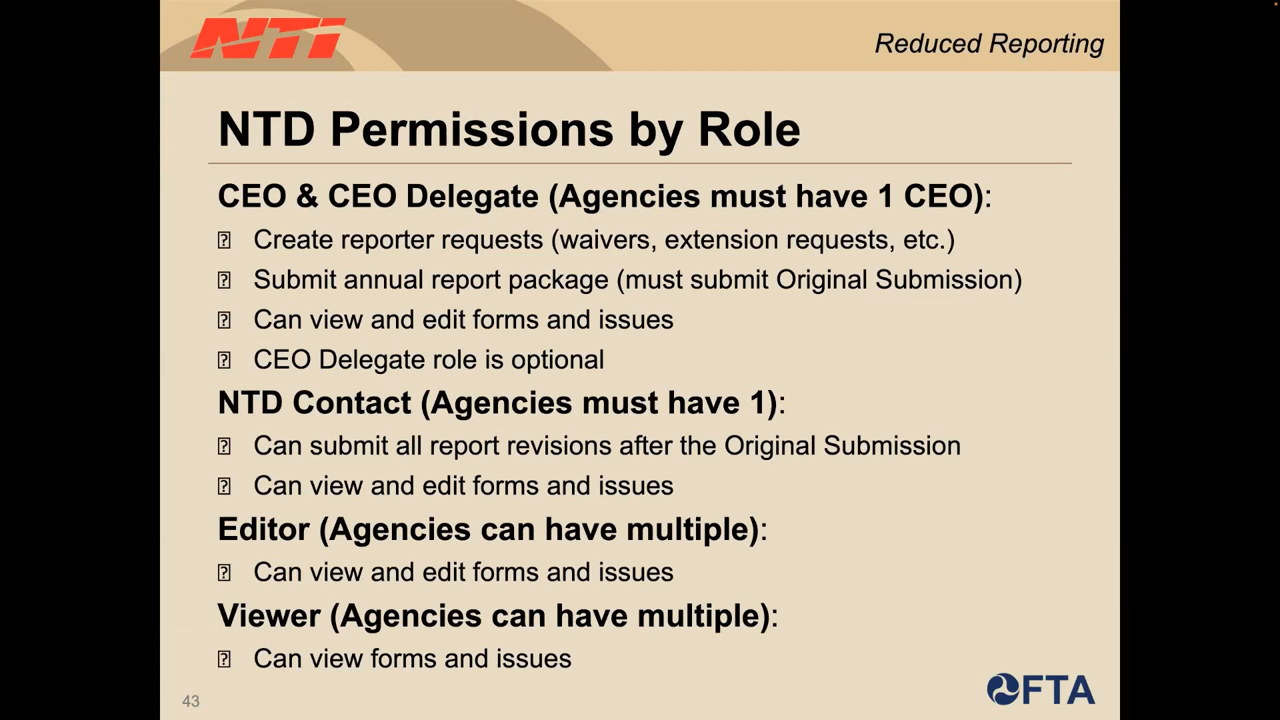 NTI
Reduced Reporting
NTD Permissions by Role
CEO & CEO Delegate (Agencies must have 1 CEO):
⍰ Create reporter requests (waivers, extension requests, etc.)
⍰ Submit annual report package (must submit Original Submission)
⍰ Can view and edit forms and issues
⍰ CEO Delegate role is optional
NTD Contact (Agencies must have 1):
⍰ Can submit all report revisions after the Original Submission
⍰ Can view and edit forms and issues
Editor (Agencies can have multiple):
⍰ Can view and edit forms and issues
Viewer (Agencies can have multiple):
⍰ Can view forms and issues
43
FTA